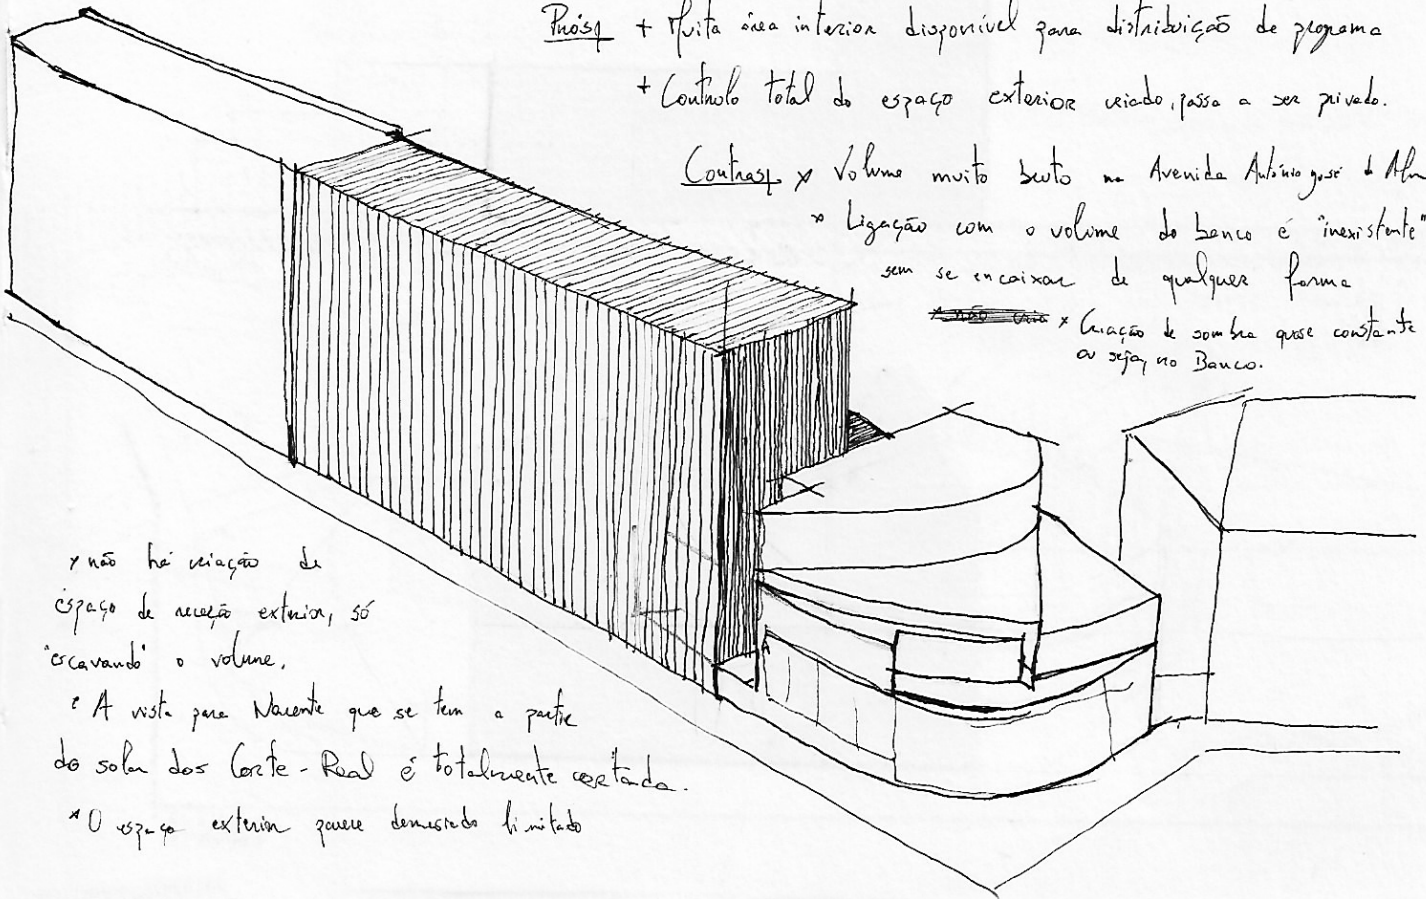 Prós + Muita área interior disponível para distribuição de programa
+ Controlo total do espaço exterior criado, passa a ser privado.
Contras x Volume muito bruto na Avenida António José de Alm
x Ligação com o volume do banco é "inexistente"
sem se encaixar de qualquer forma
x não cria x Criação de sombra quase constante
ou seja, no Banco.
x não há criação de
espaço de receção exterior, só
"escavando" o volume.
A vista para Nascente que se tem a partir
do solar dos Corte-Real é totalmente cortada.
x O espaço exterior parece demasiado limitado